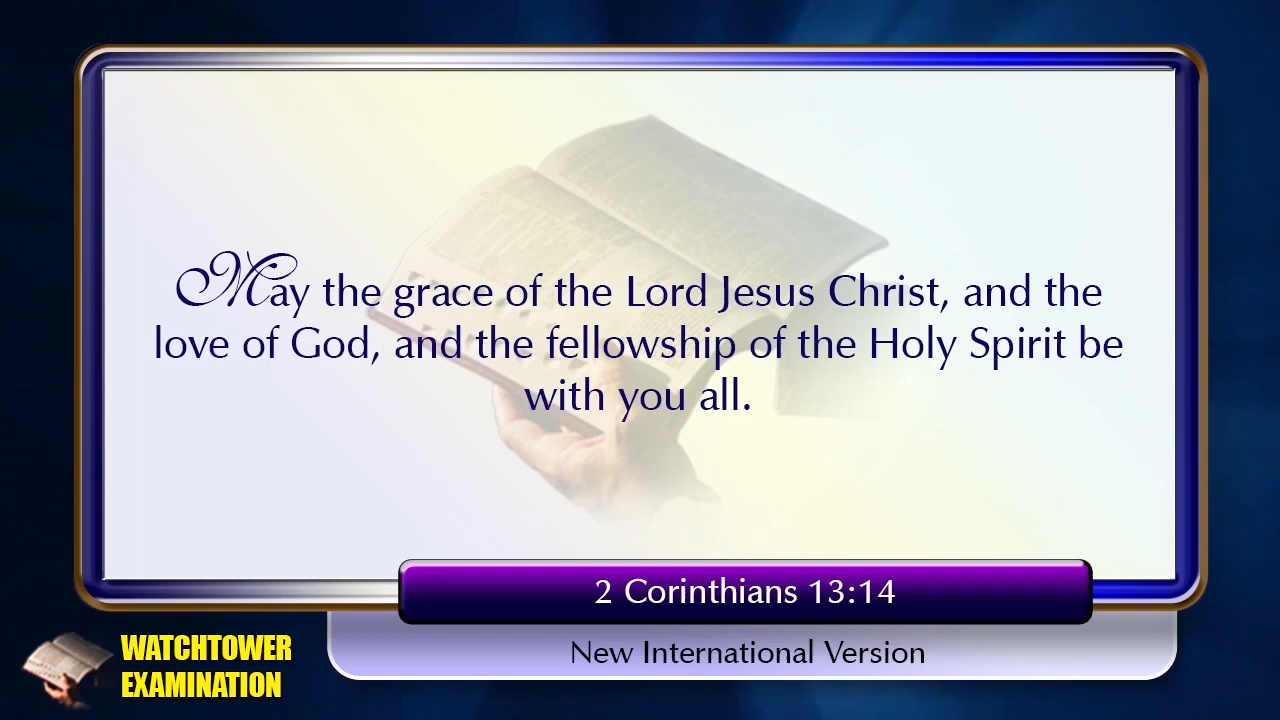 May the grace of the Lord Jesus Christ, and the
love of God, and the fellowship of the Holy Spirit be
with you all.
2 Corinthians 13:14
New International Version
WATCHTOWER
EXAMINATION